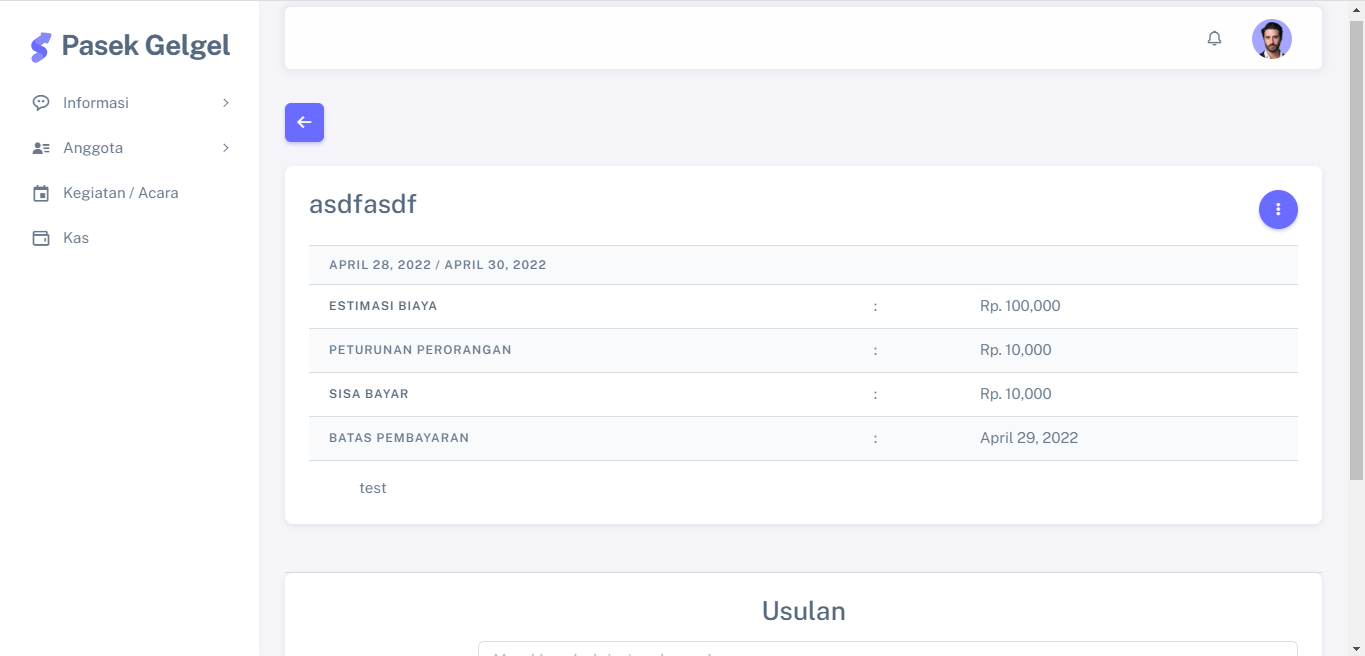 Pasek Gelgel
Informasi
Anggota
Kegiatan / Acara
Kas
asdfasdf
APRIL 28, 2022 / APRIL 30, 2022
ESTIMASI BIAYA : Rp. 100,000
PETURUNAN PERORANGAN : Rp. 10,000
SISA BAYAR : Rp. 10,000
BATAS PEMBAYARAN : April 29, 2022
test
Usulan